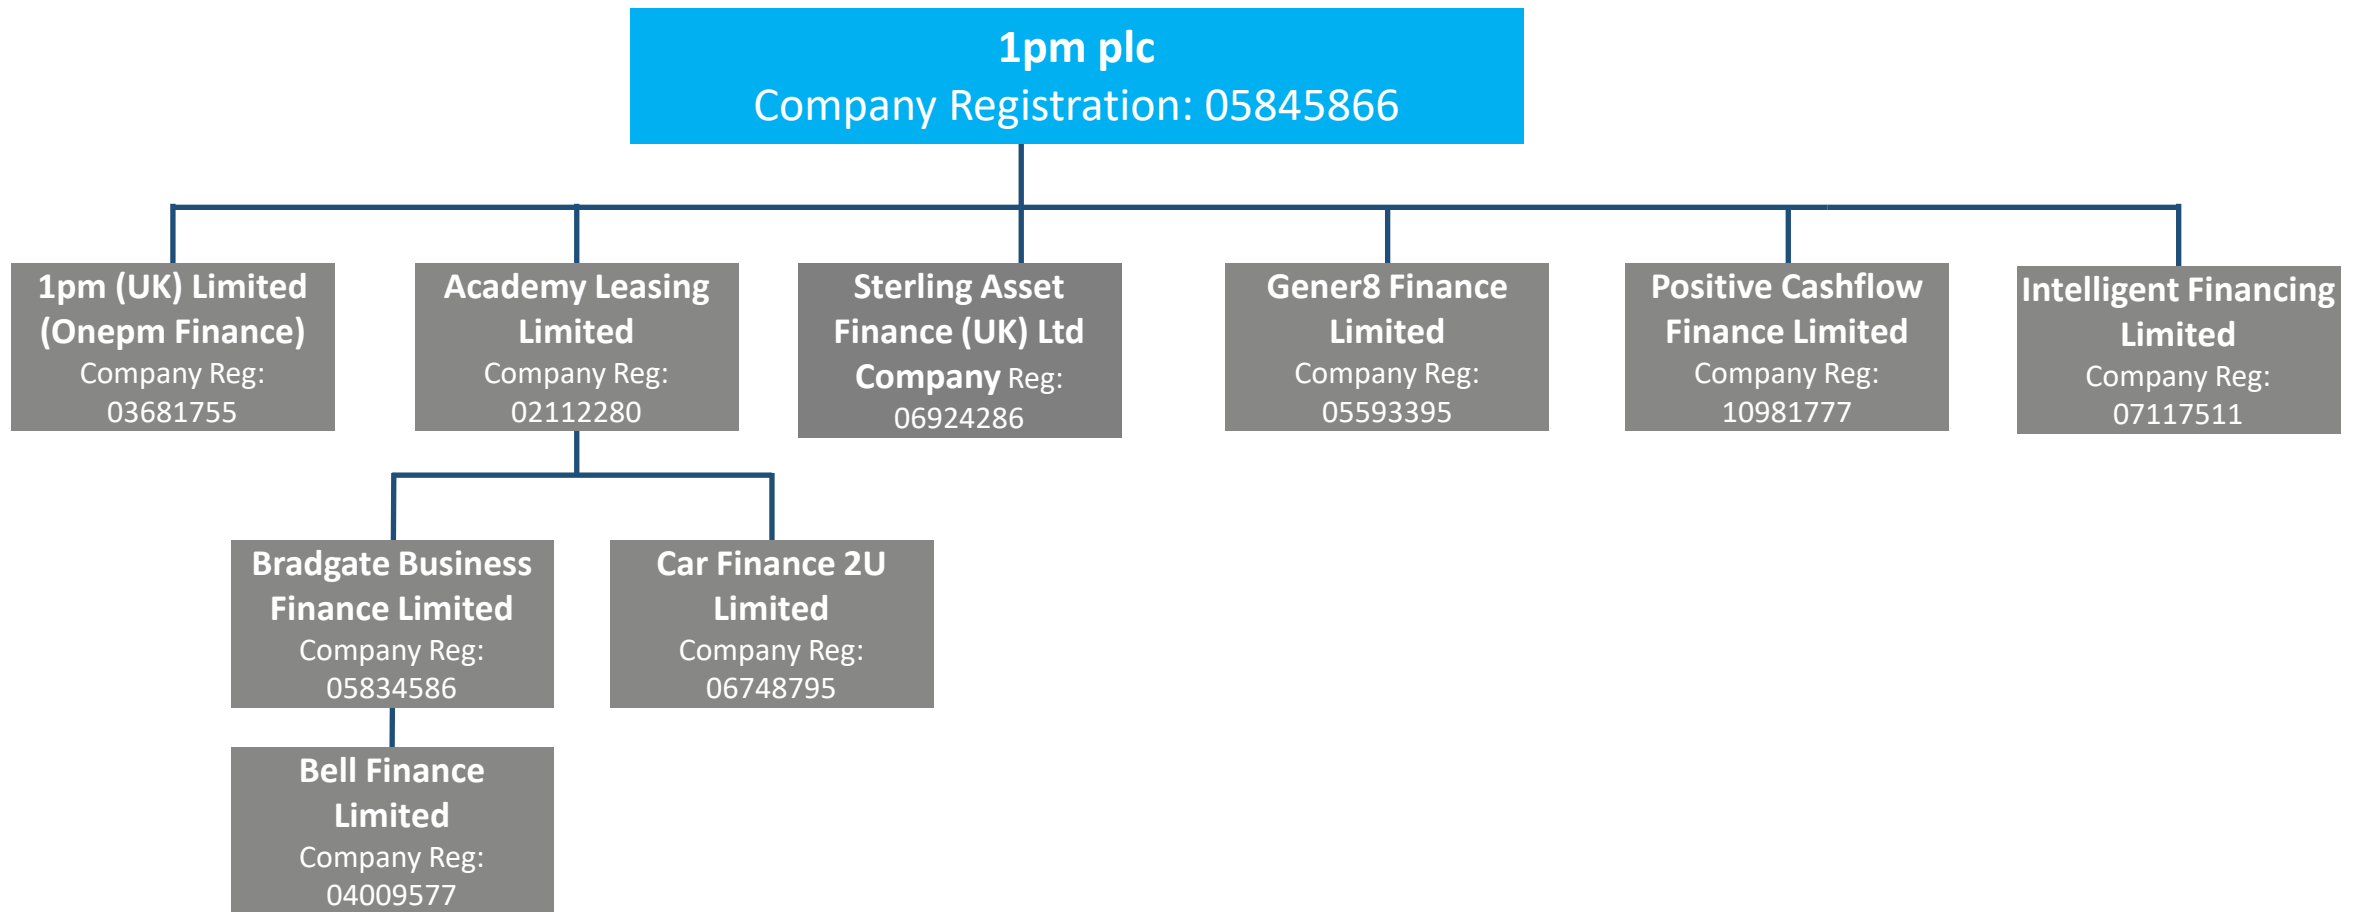 1pm plc
Company Registration: 05845866
1pm (UK) Limited
(Onepm Finance)
Company Reg:
03681755
Academy Leasing
Limited
Company Reg:
02112280
Sterling Asset
Finance (UK) Ltd
Company Reg:
06924286
Gener8 Finance
Limited
Company Reg:
05593395
Positive Cashflow
Finance Limited
Company Reg:
10981777
Intelligent Financing
Limited
Company Reg:
07117511
Bradgate Business
Finance Limited
Company Reg:
05834586
Car Finance 2U
Limited
Company Reg:
06748795
Bell Finance
Limited
Company Reg:
04009577